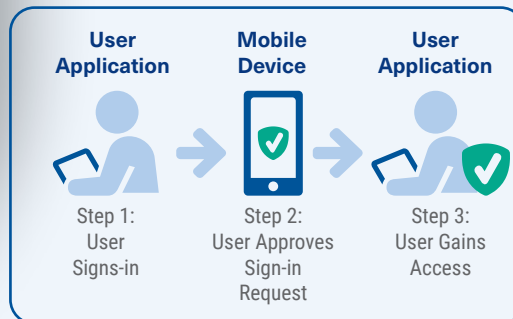 User
Application
Mobile
Device
User
Application
Step 1:
User
Signs-in
Step 2:
User Approves
Sign-in
Request
Step 3:
User Gains
Access